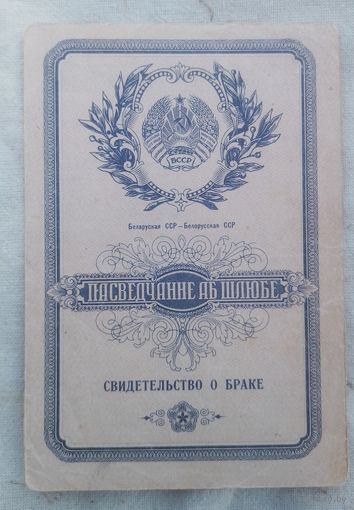 БССР
Беларуская ССР – Белорусская ССР
ПАСВЕДЧАННЕ АБ ШЛЮБЕ
СВИДЕТЕЛЬСТВО О БРАКЕ